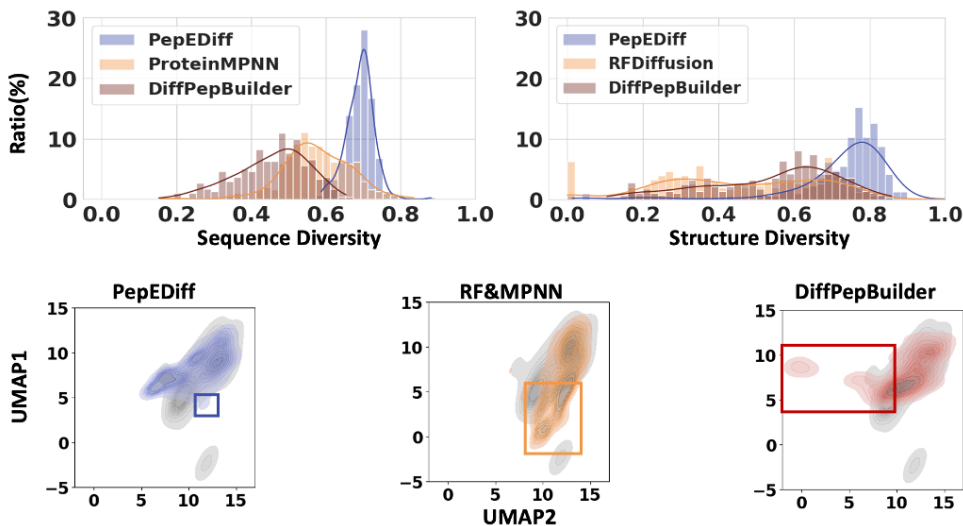 30
20
10
0
Ratio(%)
PepEDiff
ProteinMPNN
DiffPepBuilder
0.0 0.2 0.4 0.6 0.8 1.0
Sequence Diversity
30
20
10
0
PepEDiff
RFDiffusion
DiffPepBuilder
0.0 0.2 0.4 0.6 0.8 1.0
Structure Diversity
PepEDiff
15
10
5
0
−5
UMAP1
0 5 10 15
RF&MPNN
15
10
5
0
−5
0 5 10 15
UMAP2
DiffPepBuilder
15
10
5
0
−5
0 5 10 15